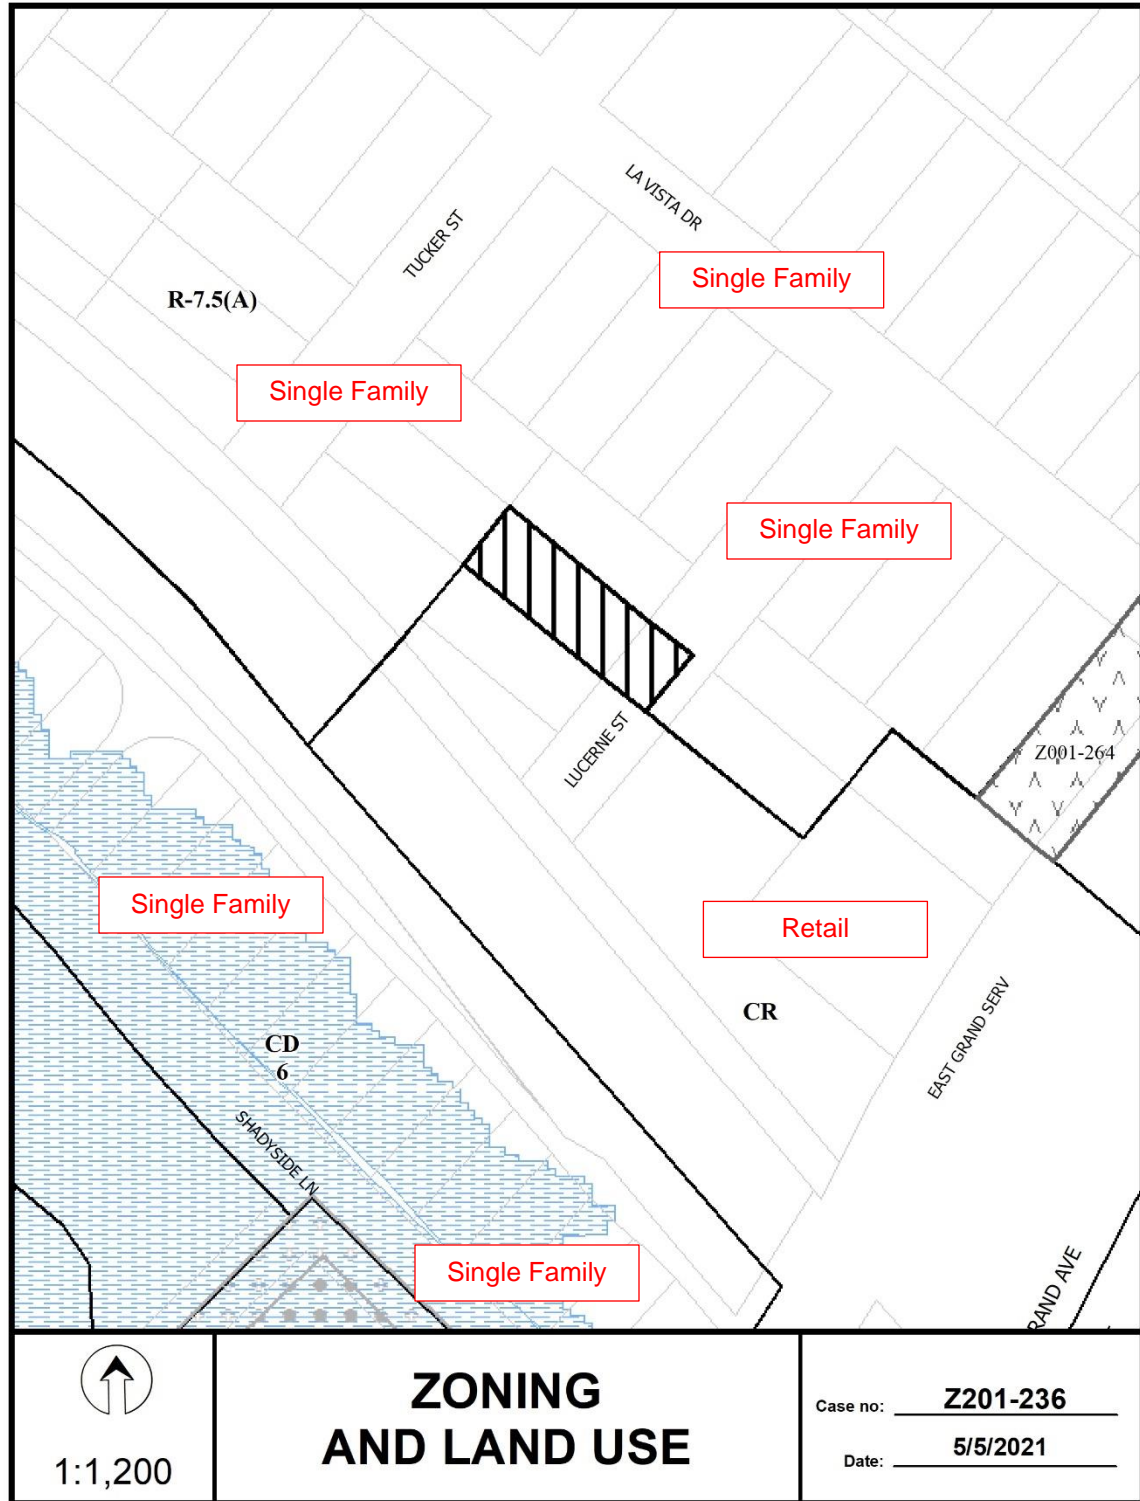 LA VISTA DR
TUCKER ST
Single Family
R-7.5(A)
Single Family
Single Family
LUCERNE ST
Z001-264
Single Family
Retail
CR
EAST GRAND SERV
CD
6
SHADYSIDE LN
Single Family
RAND AVE
1:1,200
ZONING
AND LAND USE
Case no: Z201-236
Date: 5/5/2021